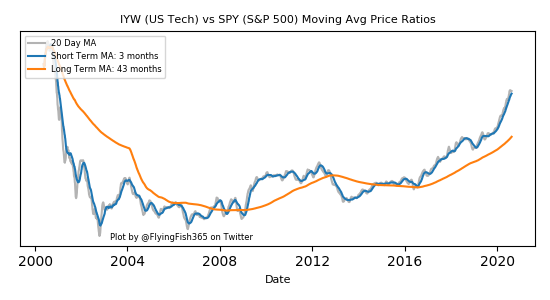 IYW (US Tech) vs SPY (S&P 500) Moving Avg Price Ratios
20 Day MA
Short Term MA: 3 months
Long Term MA: 43 months
Plot by @FlyingFish365 on Twitter
2000 2004 2008 2012 2016 2020
Date